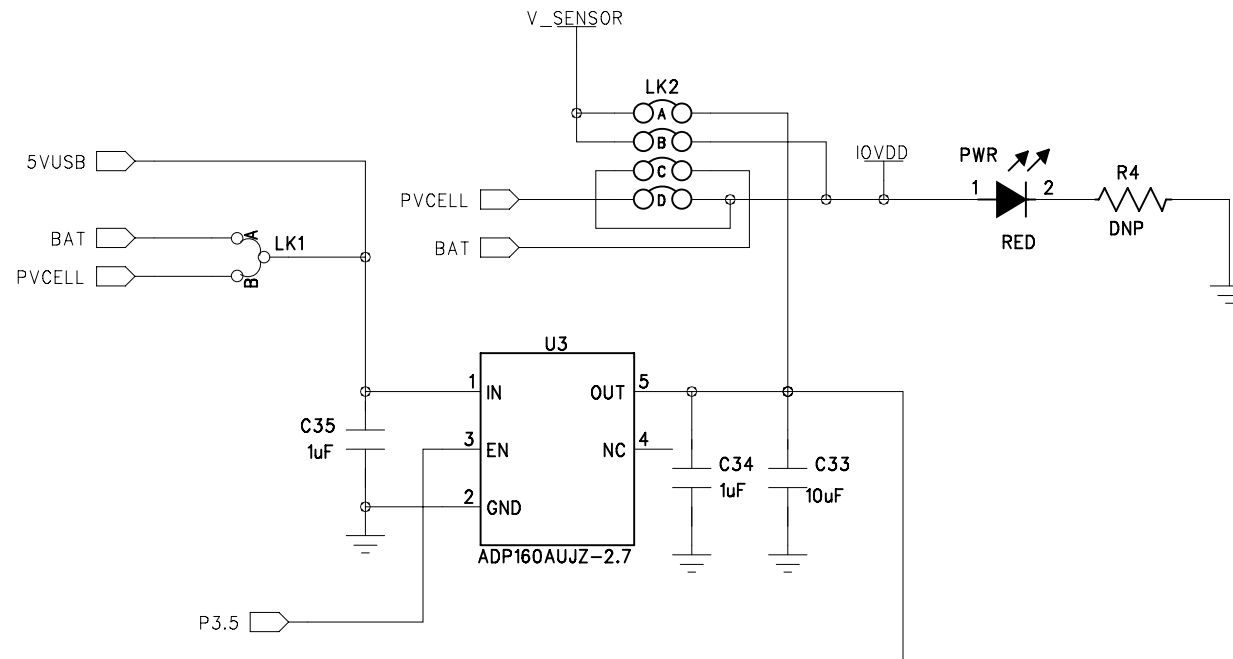 V_SENSOR
LK2
A
B
C
D
5VUSB
IOVDD
PWR
1
2
R4
DNP
RED
PVCELL
BAT
BAT
PVCELL
A
B
LK1
U3
1
IN
OUT
5
C35
1uF
3
EN
NC
4
C34
1uF
C33
10uF
2
GND
ADP160AUJZ-2.7
P3.5